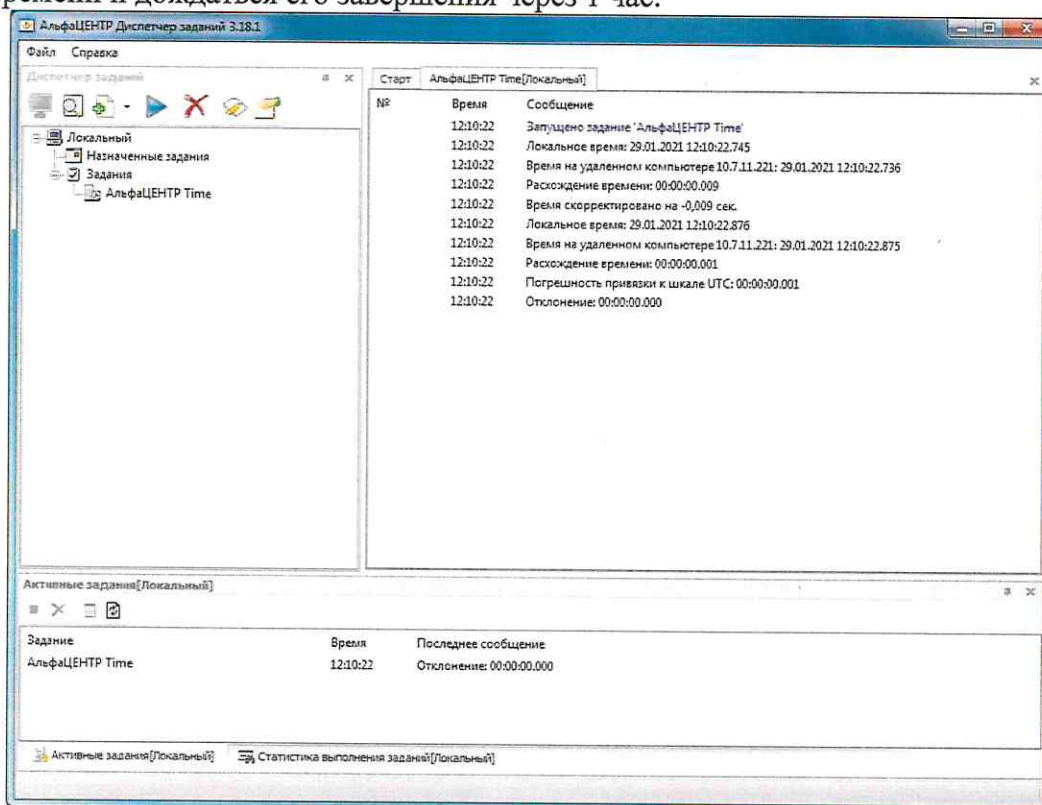 времени и дождаться его завершения через 1 час.
АльфаЦЕНТР Диспетчер заданий 3.18.1
Файл Справка
Диспетчер заданий
Локальный
Назначенные задания
Задания
АльфаЦЕНТР Time
Старт АльфаЦЕНТР Time[Локальный]
№ Время Сообщение
12:10:22 Запущено задание 'АльфаЦЕНТР Time'
12:10:22 Локальное время: 29.01.2021 12:10:22.745
12:10:22 Время на удаленном компьютере 10.7.11.221: 29.01.2021 12:10:22.736
12:10:22 Расхождение времени: 00:00:00.009
12:10:22 Время скорректировано на -0,009 сек.
12:10:22 Локальное время: 29.01.2021 12:10:22.876
12:10:22 Время на удаленном компьютере 10.7.11.221: 29.01.2021 12:10:22.875
12:10:22 Расхождение времени: 00:00:00.001
12:10:22 Погрешность привязки к шкале UTC: 00:00:00.001
12:10:22 Отклонение: 00:00:00.000
Активные задания[Локальный]
Задание Время Последнее сообщение
АльфаЦЕНТР Time 12:10:22 Отклонение: 00:00:00.000
Активные задания[Локальный] Статистика выполнения заданий[Локальный]